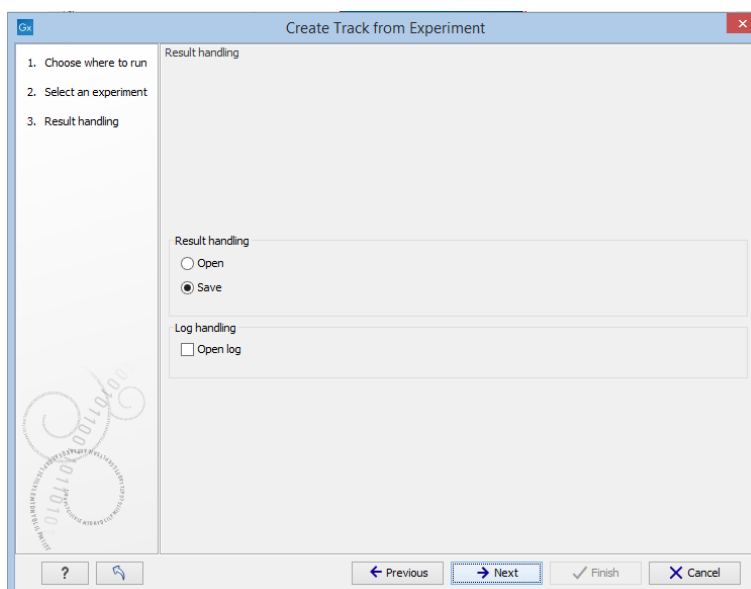 Gx
Create Track from Experiment
1. Choose where to run
2. Select an experiment
3. Result handling
Result handling
Result handling
Open
Save
Log handling
Open log
?
Previous
Next
Finish
Cancel